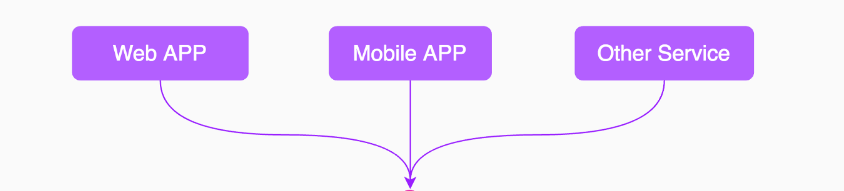 Web APP
Mobile APP
Other Service